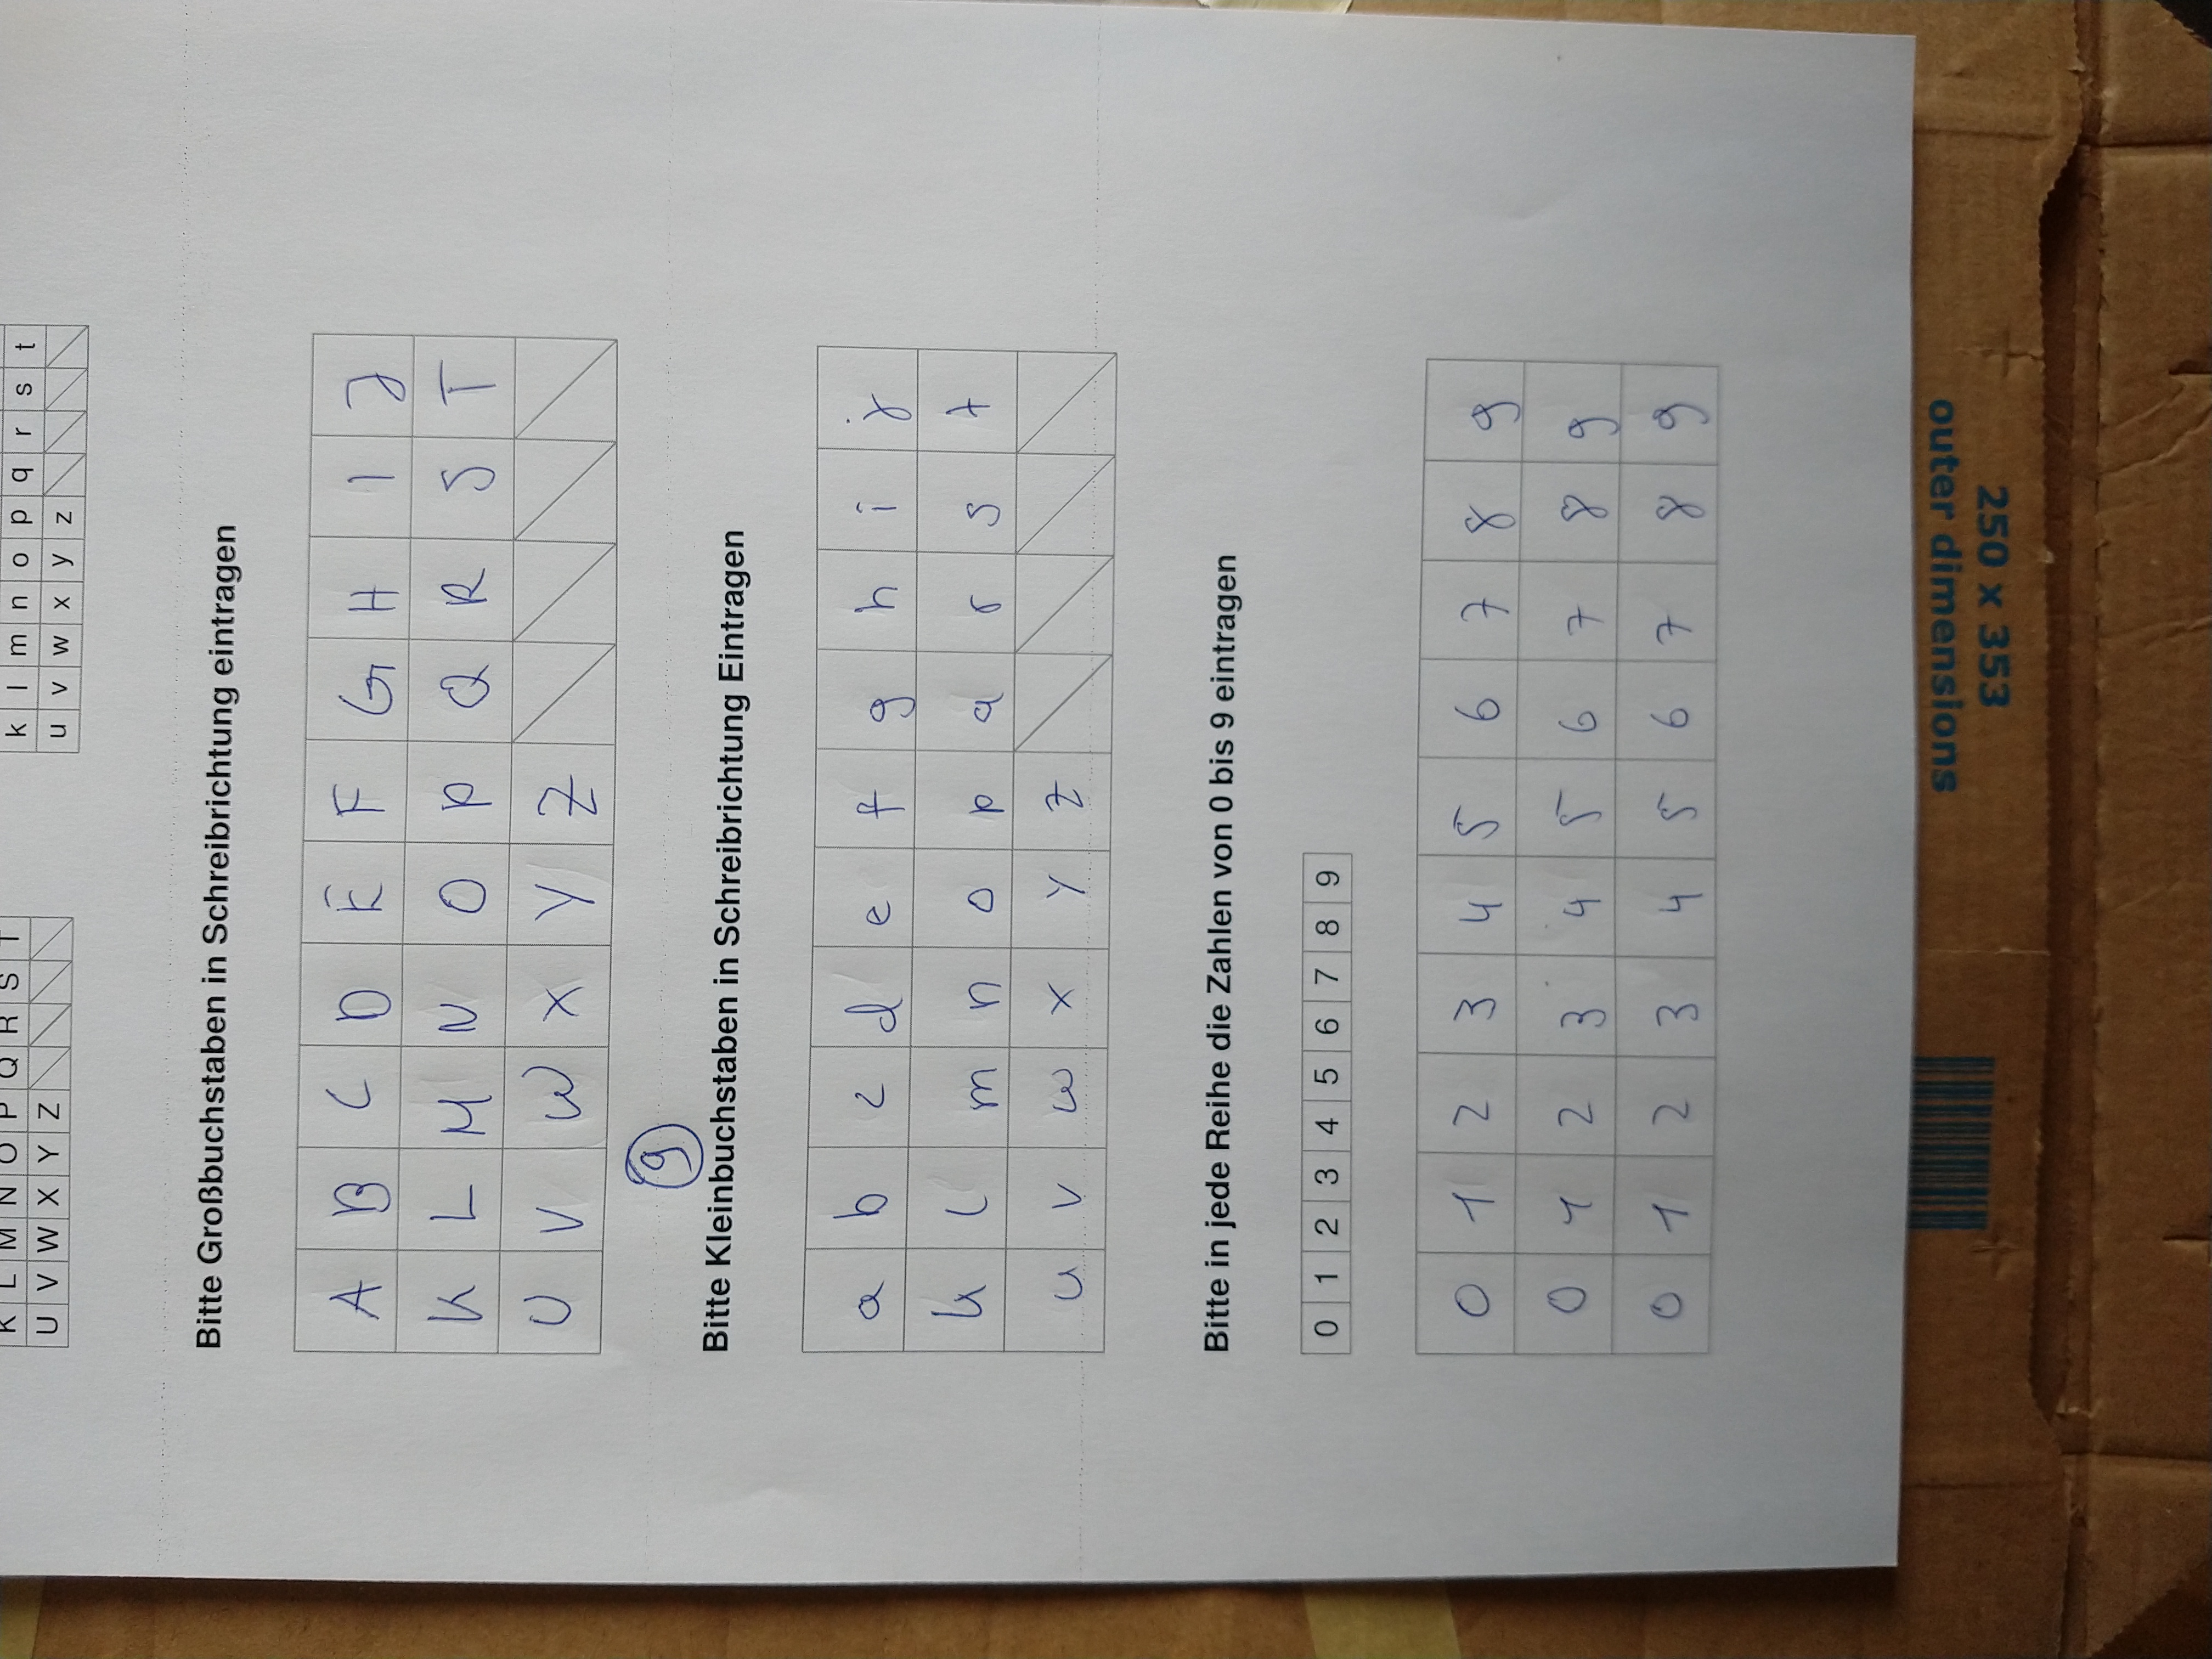 K L M N O P Q R S T
U V W X Y Z
k l m n o p q r s t
u v w x y z
Bitte Großbuchstaben in Schreibrichtung eintragen
A B C D E F G H I J
K L M N O P Q R S T
U V W X Y Z
9
Bitte Kleinbuchstaben in Schreibrichtung Eintragen
a b c d e f g h i j
k l m n o p q r s t
u v w x y z
Bitte in jede Reihe die Zahlen von 0 bis 9 eintragen
0 1 2 3 4 5 6 7 8 9
0 1 2 3 4 5 6 7 8 9
0 1 2 3 4 5 6 7 8 9
0 1 2 3 4 5 6 7 8 9
outer dimensions
250 x 353